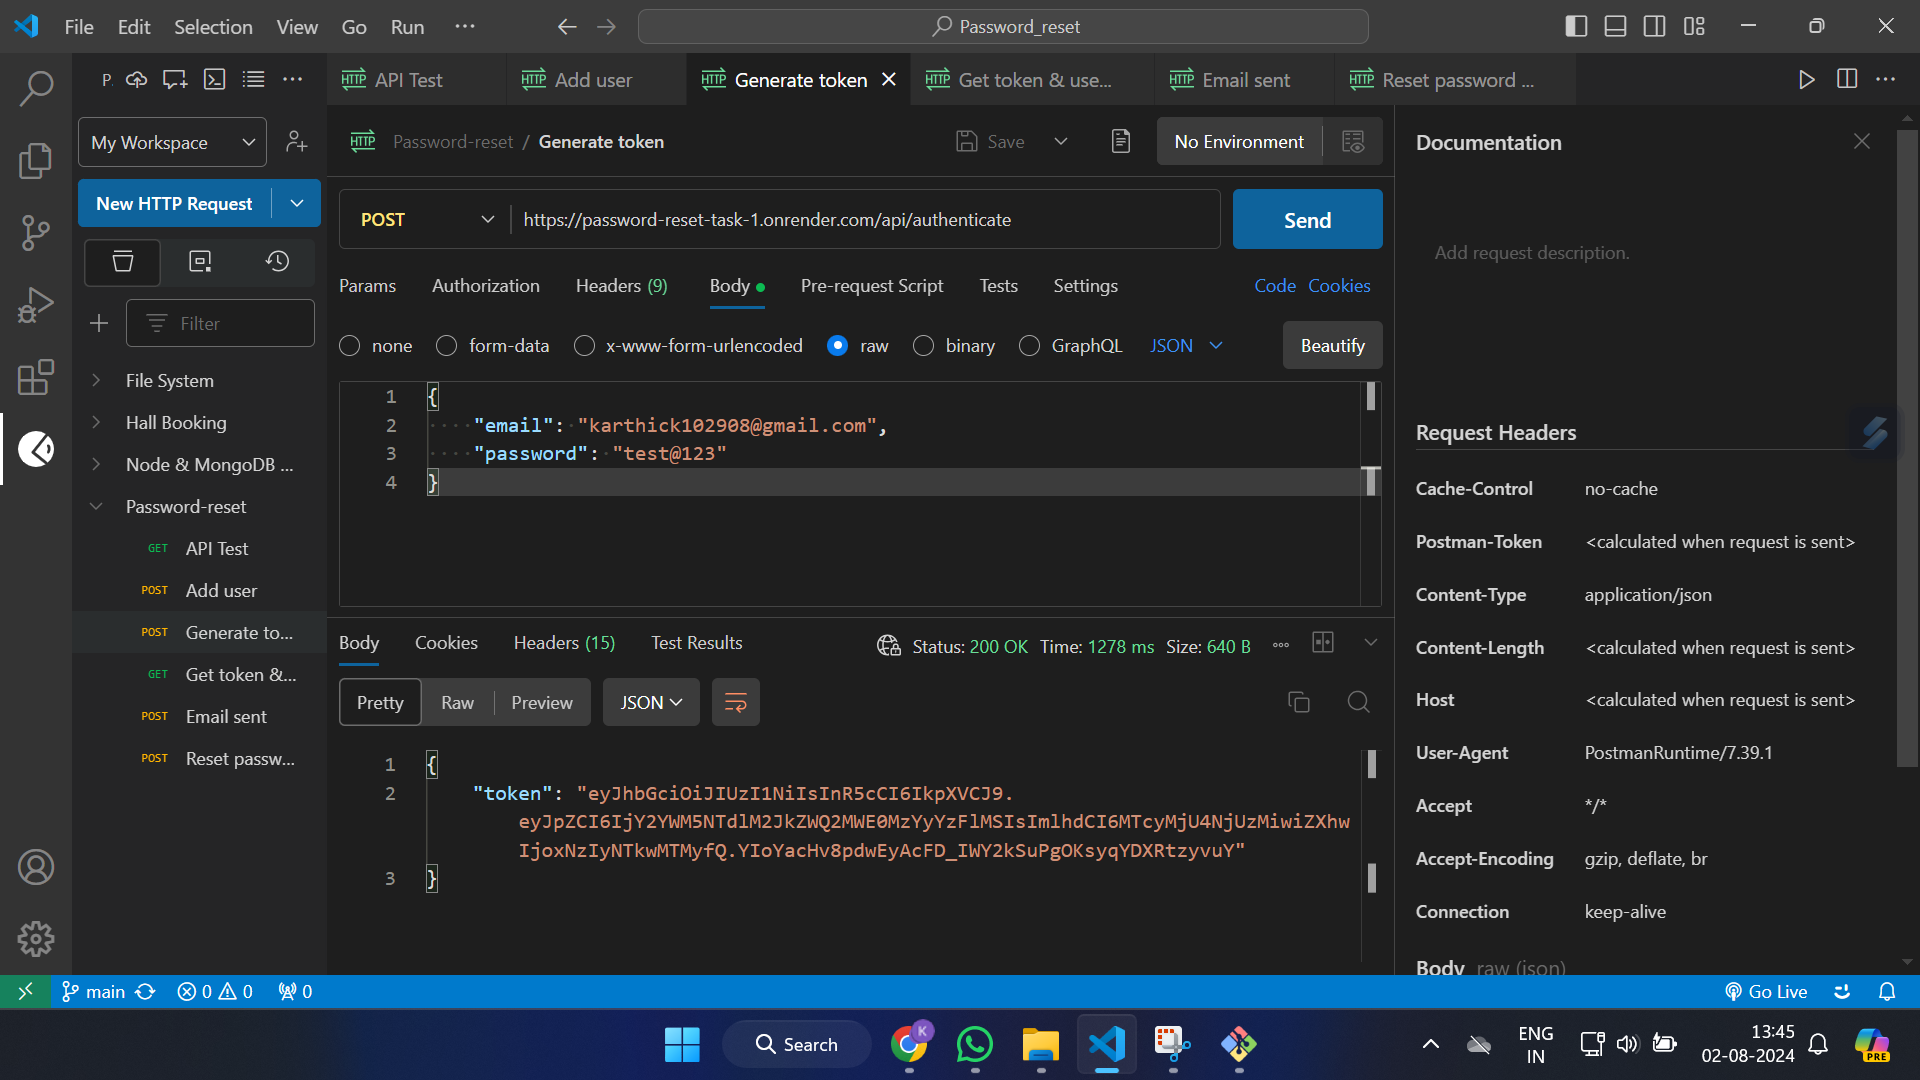 File Edit Selection View Go Run ...
Password_reset
P.
API Test
Add user
Generate token
Get token & use...
Email sent
Reset password ...
My Workspace
Password-reset / Generate token
Save
No Environment
Documentation
New HTTP Request
POST
https://password-reset-task-1.onrender.com/api/authenticate
Send
Add request description.
Params Authorization Headers (9) Body Pre-request Script Tests Settings Code Cookies
Filter
none form-data x-www-form-urlencoded raw binary GraphQL JSON Beautify
File System
Hall Booking
Node & MongoDB ...
Password-reset
GET API Test
POST Add user
POST Generate to...
GET Get token &...
POST Email sent
POST Reset passw...
1 {
2 "email": "karthick102908@gmail.com",
3 "password": "test@123"
4 }
Body Cookies Headers (15) Test Results Status: 200 OK Time: 1278 ms Size: 640 B
Pretty Raw Preview JSON
1 {
2 "token": "eyJhbGciOiJIUzI1NiIsInR5cCI6IkpXVCJ9.
eyJpZCI6IjY2YWM5NTdlM2JkZWQ2MWE0MzYyYzFlMSIsImlhdCI6MTcyMjU4NjUzMiwiZXhw
IjoxNzIyNTkwMTMyfQ.YIoYacHv8pdwEyAcFD_IWY2kSuPgOKsyqYDXRtzyvuY"
3 }
Request Headers
Cache-Control no-cache
Postman-Token <calculated when request is sent>
Content-Type application/json
Content-Length <calculated when request is sent>
Host <calculated when request is sent>
User-Agent PostmanRuntime/7.39.1
Accept */*
Accept-Encoding gzip, deflate, br
Connection keep-alive
Body raw (json)
main 0 0 0
Go Live
Search
K
ENG
IN
13:45
02-08-2024
PRE